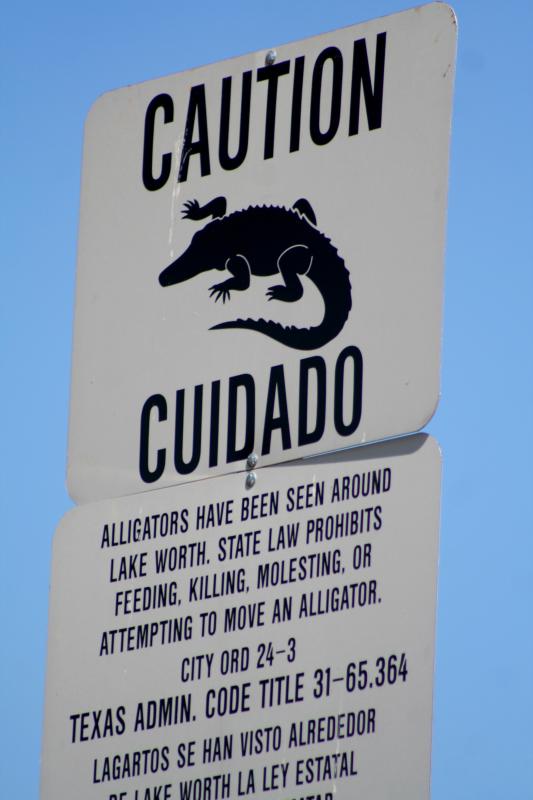 CAUTION
CUIDADO
ALLIGATORS HAVE BEEN SEEN AROUND
LAKE WORTH. STATE LAW PROHIBITS
FEEDING, KILLING, MOLESTING, OR
ATTEMPTING TO MOVE AN ALLIGATOR.
CITY ORD 24-3
TEXAS ADMIN. CODE TITLE 31-65.364
LAGARTOS SE HAN VISTO ALREDEDOR
DE LAKE WORTH LA LEY ESTATAL